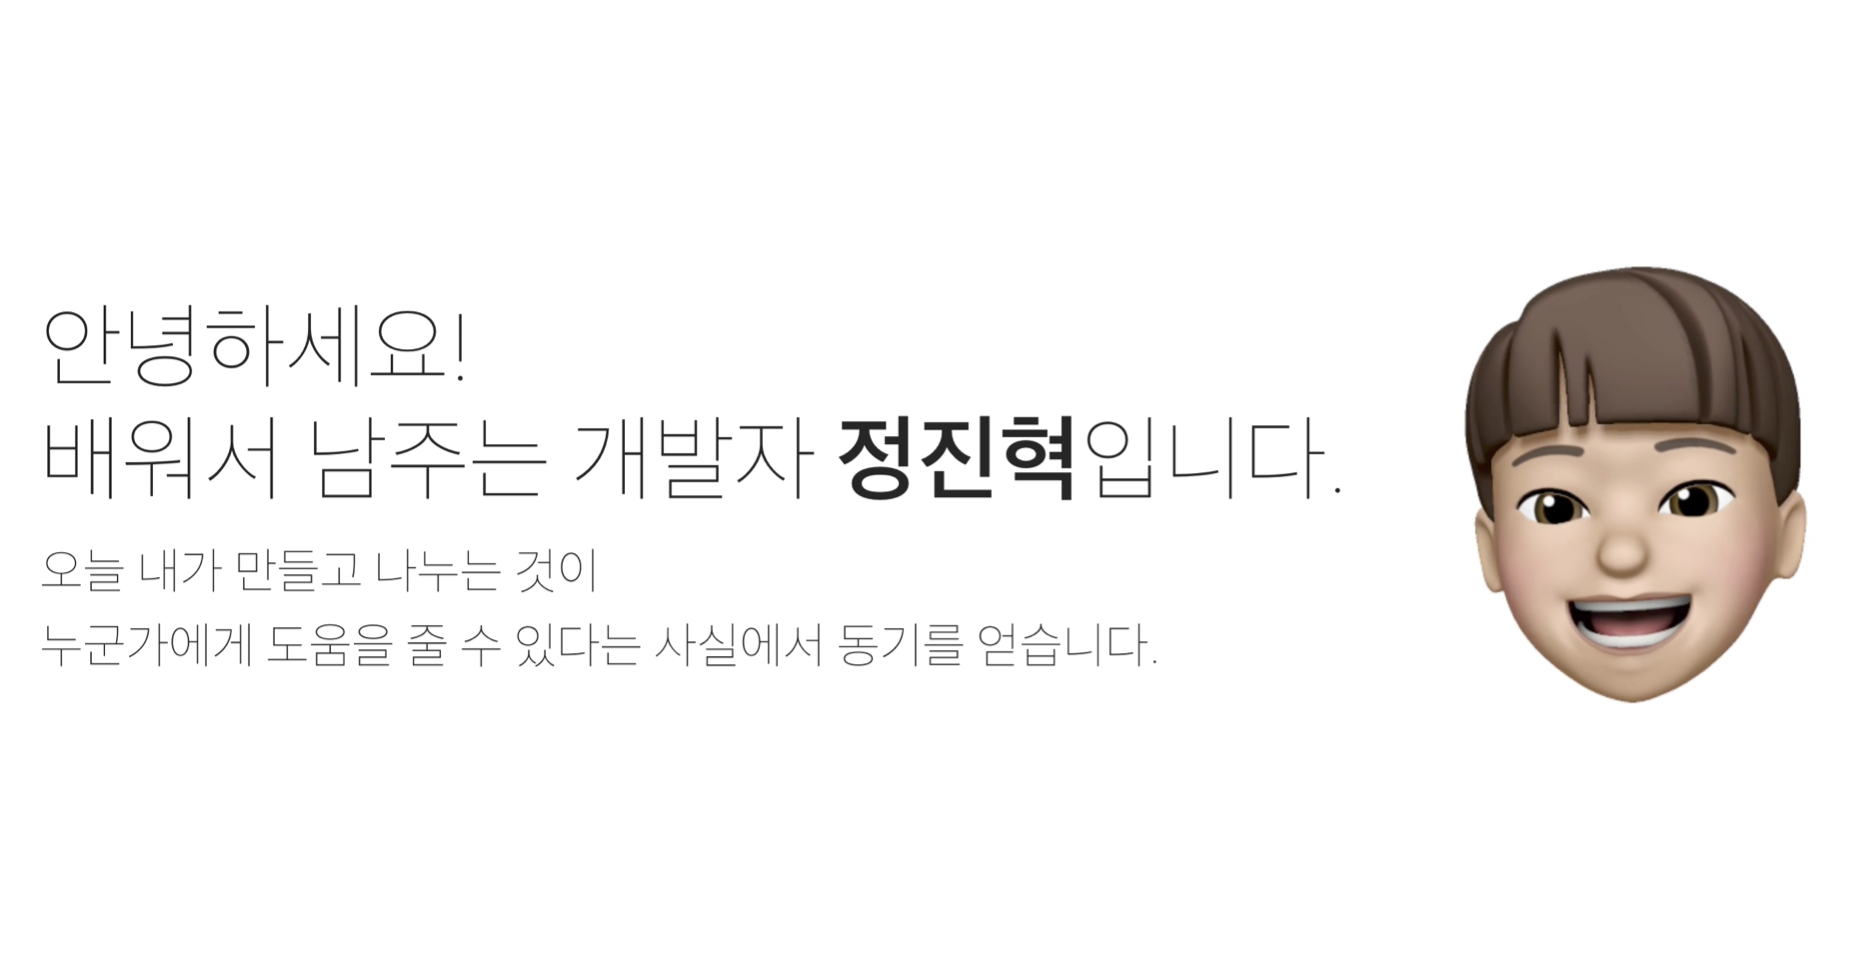 안녕하세요!
배워서 남주는 개발자 정진혁입니다.
오늘 내가 만들고 나누는 것이
누군가에게 도움을 줄 수 있다는 사실에서 동기를 얻습니다.